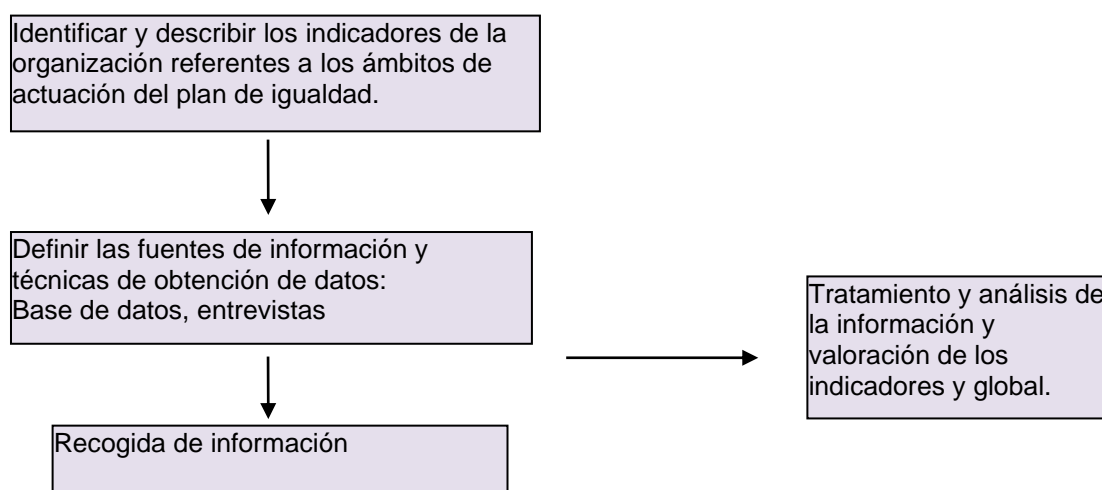 Identificar y describir los indicadores de la
organización referentes a los ámbitos de
actuación del plan de igualdad.
Definir las fuentes de información y
técnicas de obtención de datos:
Base de datos, entrevistas
Recogida de información
Tratamiento y análisis de
la información y
valoración de los
indicadores y global.